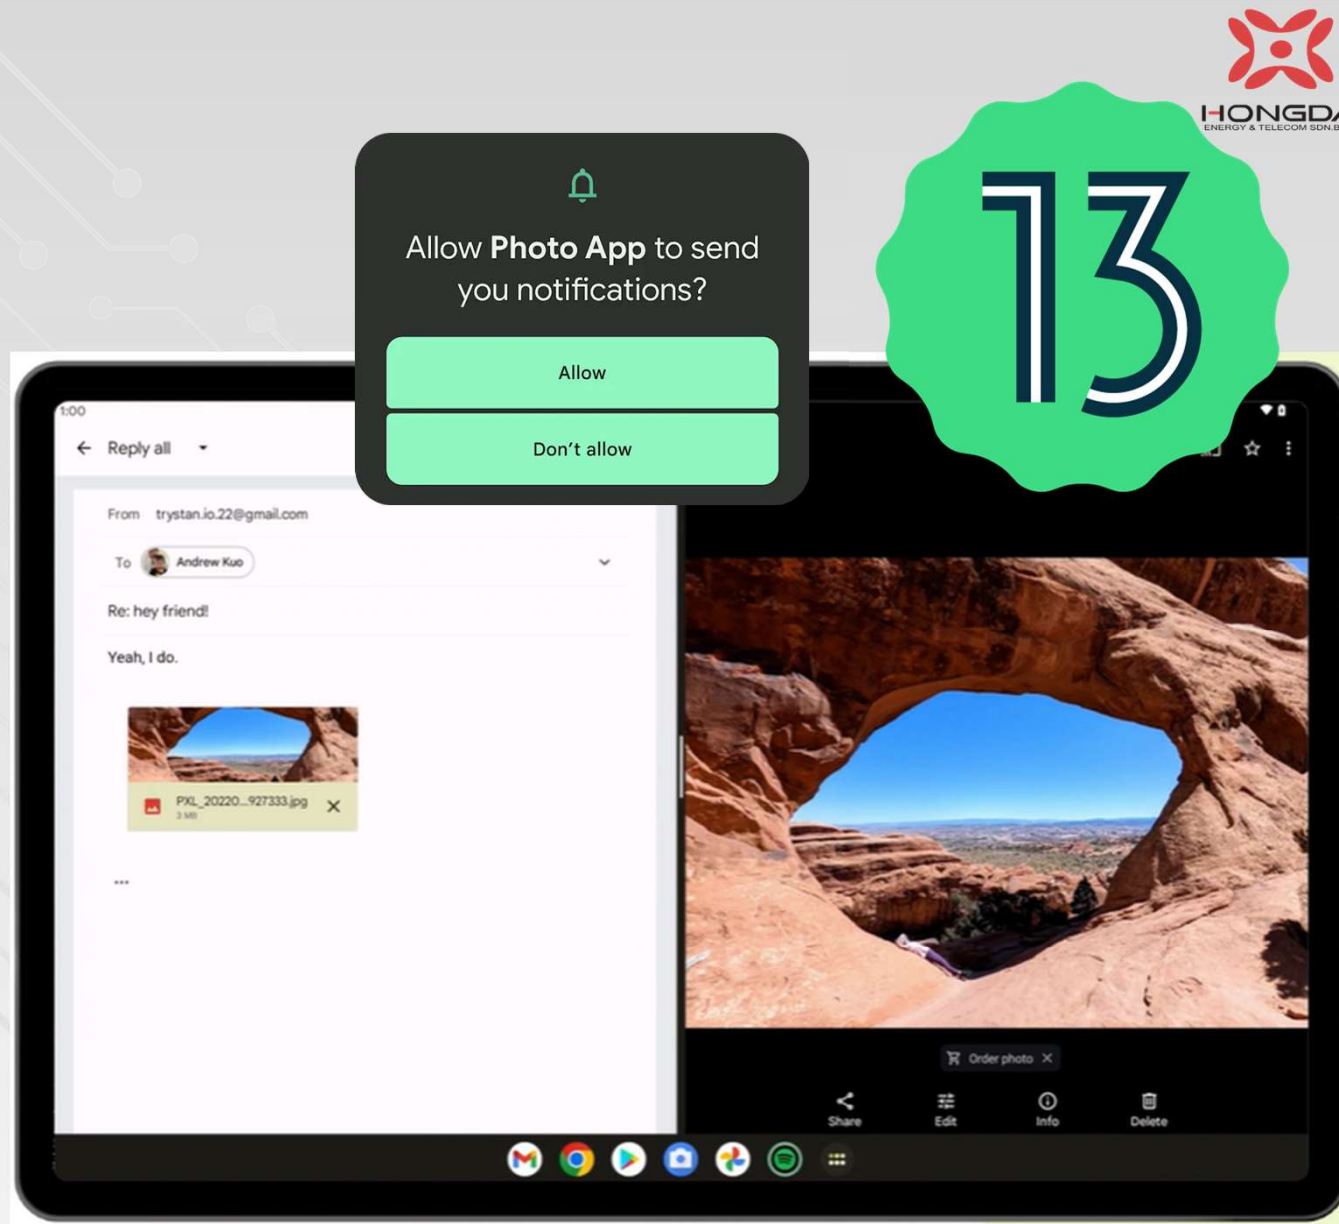 HONGDA
ENERGY & TELECOM SDN.B
13
Allow Photo App to send
you notifications?
Allow
Don't allow
1:00
Reply all
From trystan.io.22@gmail.com
To Andrew Kuo
Re: hey friend!
Yeah, I do.
PXL_20220...927333.jpg
3 MB
...
Order photo
Share Edit Info Delete